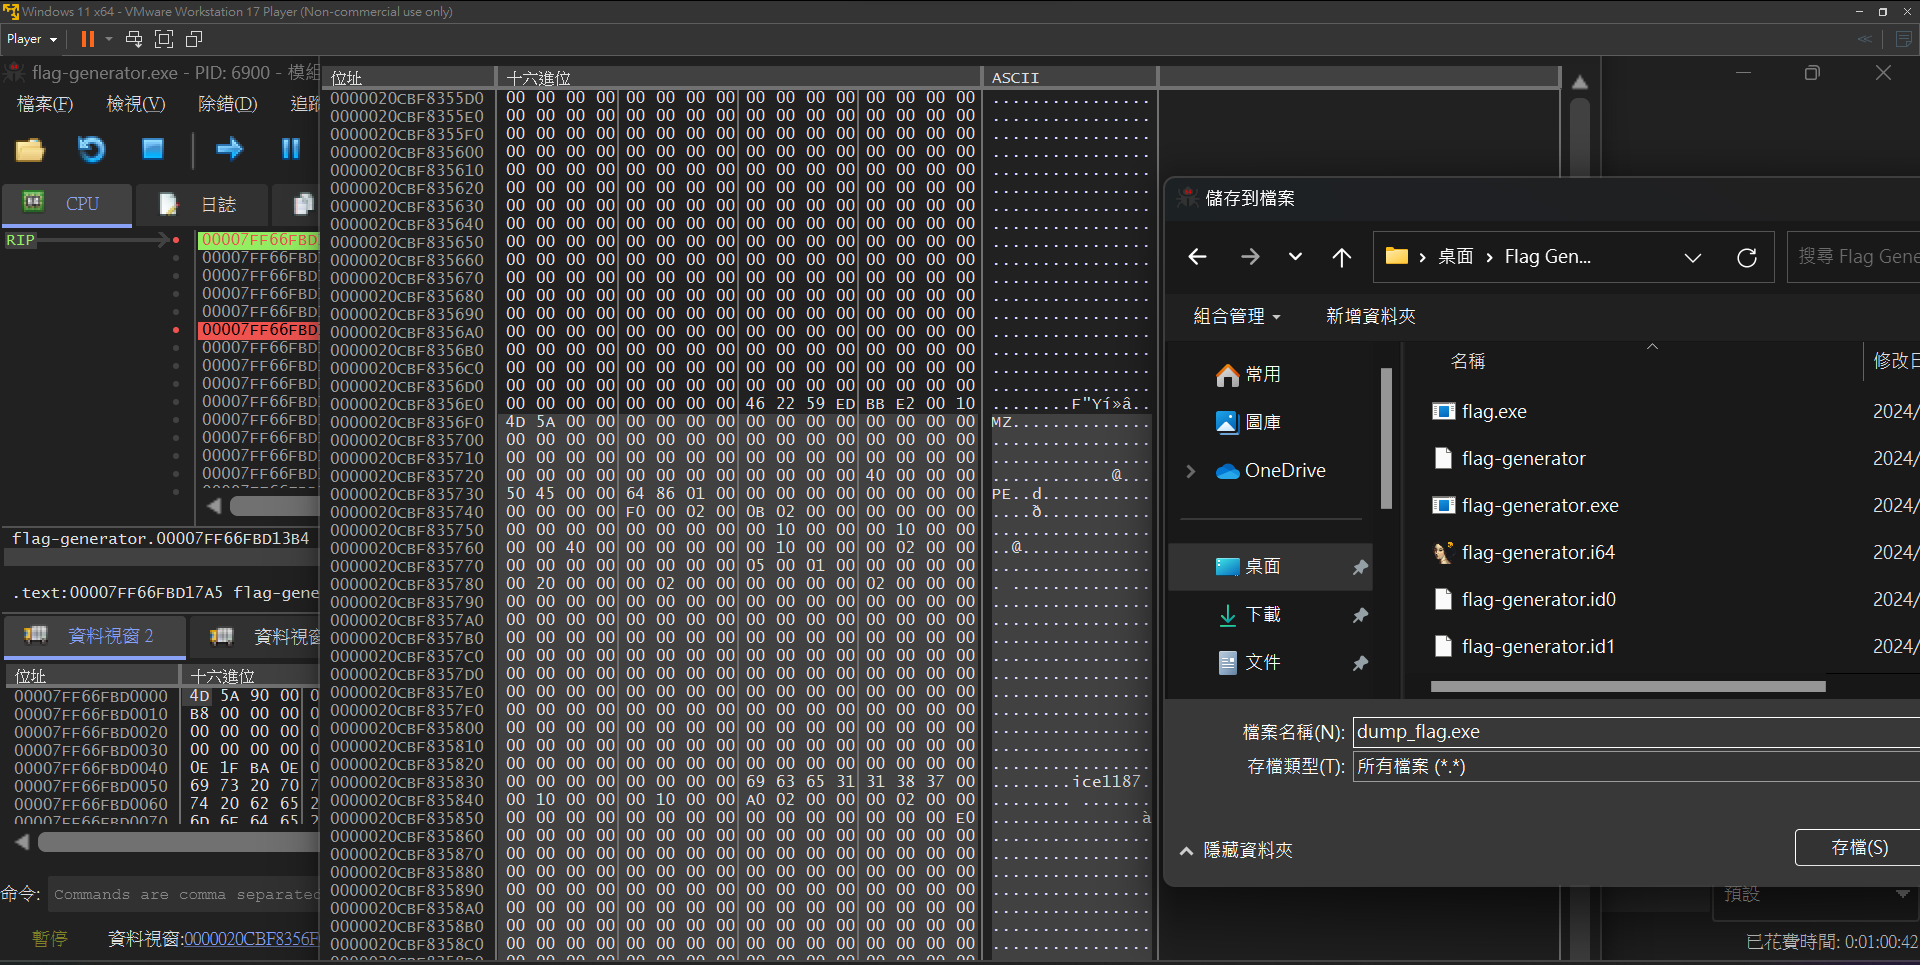 Windows 11 x64 - VMware Workstation 17 Player (Non-commercial use only)
Player
flag-generator.exe - PID: 6900 - 模組
檔案(F) 檢視(V) 除錯(D) 追蹤
CPU 日誌
RIP
00007FF66FBD
00007FF66FBD
00007FF66FBD
00007FF66FBD
00007FF66FBD
00007FF66FBD
00007FF66FBD
00007FF66FBD
00007FF66FBD
00007FF66FBD
00007FF66FBD
00007FF66FBD
00007FF66FBD
00007FF66FBD
flag-generator.00007FF66FBD13B4
.text:00007FF66FBD17A5 flag-gene
資料視窗 2 資料視窗
位址 十六進位
00007FF66FBD0000 4D 5A 90 00 0
00007FF66FBD0010 B8 00 00 00 0
00007FF66FBD0020 00 00 00 00 0
00007FF66FBD0030 00 00 00 00 0
00007FF66FBD0040 0E 1F BA 0E 0
00007FF66FBD0050 69 73 20 70 7
00007FF66FBD0060 74 20 62 65 2
00007FF66FBD0070 6D 6F 64 65 2
命令: Commands are comma separated
暫停 資料視窗:0000020CBF8356F
位址 十六進位 ASCII
0000020CBF8355D0 00 00 00 00 00 00 00 00 00 00 00 00 00 00 00 00 ................
0000020CBF8355E0 00 00 00 00 00 00 00 00 00 00 00 00 00 00 00 00 ................
0000020CBF8355F0 00 00 00 00 00 00 00 00 00 00 00 00 00 00 00 00 ................
0000020CBF835600 00 00 00 00 00 00 00 00 00 00 00 00 00 00 00 00 ................
0000020CBF835610 00 00 00 00 00 00 00 00 00 00 00 00 00 00 00 00 ................
0000020CBF835620 00 00 00 00 00 00 00 00 00 00 00 00 00 00 00 00 ................
0000020CBF835630 00 00 00 00 00 00 00 00 00 00 00 00 00 00 00 00 ................
0000020CBF835640 00 00 00 00 00 00 00 00 00 00 00 00 00 00 00 00 ................
0000020CBF835650 00 00 00 00 00 00 00 00 00 00 00 00 00 00 00 00 ................
0000020CBF835660 00 00 00 00 00 00 00 00 00 00 00 00 00 00 00 00 ................
0000020CBF835670 00 00 00 00 00 00 00 00 00 00 00 00 00 00 00 00 ................
0000020CBF835680 00 00 00 00 00 00 00 00 00 00 00 00 00 00 00 00 ................
0000020CBF835690 00 00 00 00 00 00 00 00 00 00 00 00 00 00 00 00 ................
0000020CBF8356A0 00 00 00 00 00 00 00 00 00 00 00 00 00 00 00 00 ................
0000020CBF8356B0 00 00 00 00 00 00 00 00 00 00 00 00 00 00 00 00 ................
0000020CBF8356C0 00 00 00 00 00 00 00 00 00 00 00 00 00 00 00 00 ................
0000020CBF8356D0 00 00 00 00 00 00 00 00 00 00 00 00 00 00 00 00 ................
0000020CBF8356E0 00 00 00 00 00 00 00 00 46 22 59 ED BB E2 00 10 ........F"Yí»â..
0000020CBF8356F0 4D 5A 00 00 00 00 00 00 00 00 00 00 00 00 00 00 MZ..............
0000020CBF835700 00 00 00 00 00 00 00 00 00 00 00 00 00 00 00 00 ................
0000020CBF835710 00 00 00 00 00 00 00 00 00 00 00 00 00 00 00 00 ................
0000020CBF835720 00 00 00 00 00 00 00 00 00 00 00 00 40 00 00 00 ............@...
0000020CBF835730 50 45 00 00 64 86 01 00 00 00 00 00 00 00 00 00 PE..d...........
0000020CBF835740 00 00 00 00 F0 00 02 00 0B 02 00 00 00 00 00 00 ....ð...........
0000020CBF835750 00 00 00 00 00 00 00 00 00 10 00 00 00 10 00 00 ................
0000020CBF835760 00 00 40 00 00 00 00 00 00 10 00 00 00 02 00 00 ..@.............
0000020CBF835770 00 00 00 00 00 00 00 00 05 00 01 00 00 00 00 00 ................
0000020CBF835780 00 20 00 00 00 02 00 00 00 00 00 00 02 00 00 00 . ..............
0000020CBF835790 00 00 00 00 00 00 00 00 00 00 00 00 00 00 00 00 ................
0000020CBF8357A0 00 00 00 00 00 00 00 00 00 00 00 00 00 00 00 00 ................
0000020CBF8357B0 00 00 00 00 00 00 00 00 00 00 00 00 00 00 00 00 ................
0000020CBF8357C0 00 00 00 00 00 00 00 00 00 00 00 00 00 00 00 00 ................
0000020CBF8357D0 00 00 00 00 00 00 00 00 00 00 00 00 00 00 00 00 ................
0000020CBF8357E0 00 00 00 00 00 00 00 00 00 00 00 00 00 00 00 00 ................
0000020CBF8357F0 00 00 00 00 00 00 00 00 00 00 00 00 00 00 00 00 ................
0000020CBF835800 00 00 00 00 00 00 00 00 00 00 00 00 00 00 00 00 ................
0000020CBF835810 00 00 00 00 00 00 00 00 00 00 00 00 00 00 00 00 ................
0000020CBF835820 00 00 00 00 00 00 00 00 00 00 00 00 00 00 00 00 ................
0000020CBF835830 00 00 00 00 00 00 00 00 69 63 65 31 31 38 37 00 ........ice1187.
0000020CBF835840 00 10 00 00 00 10 00 00 A0 02 00 00 00 02 00 00 ........ .......
0000020CBF835850 00 00 00 00 00 00 00 00 00 00 00 00 00 00 00 E0 ...............à
0000020CBF835860 00 00 00 00 00 00 00 00 00 00 00 00 00 00 00 00 ................
0000020CBF835870 00 00 00 00 00 00 00 00 00 00 00 00 00 00 00 00 ................
0000020CBF835880 00 00 00 00 00 00 00 00 00 00 00 00 00 00 00 00 ................
0000020CBF835890 00 00 00 00 00 00 00 00 00 00 00 00 00 00 00 00 ................
0000020CBF8358A0 00 00 00 00 00 00 00 00 00 00 00 00 00 00 00 00 ................
0000020CBF8358B0 00 00 00 00 00 00 00 00 00 00 00 00 00 00 00 00 ................
0000020CBF8358C0 00 00 00 00 00 00 00 00 00 00 00 00 00 00 00 00 ................
儲存到檔案
桌面 Flag Gen... 搜尋 Flag Gene
組合管理 新增資料夾
常用
圖庫
OneDrive
桌面
下載
文件
名稱 修改日
flag.exe 2024/
flag-generator 2024/
flag-generator.exe 2024/
flag-generator.i64 2024/
flag-generator.id0 2024/
flag-generator.id1 2024/
檔案名稱(N): dump_flag.exe
存檔類型(T): 所有檔案 (*.*)
隱藏資料夾 存檔(S)
預設
已花費時間: 0:01:00:42